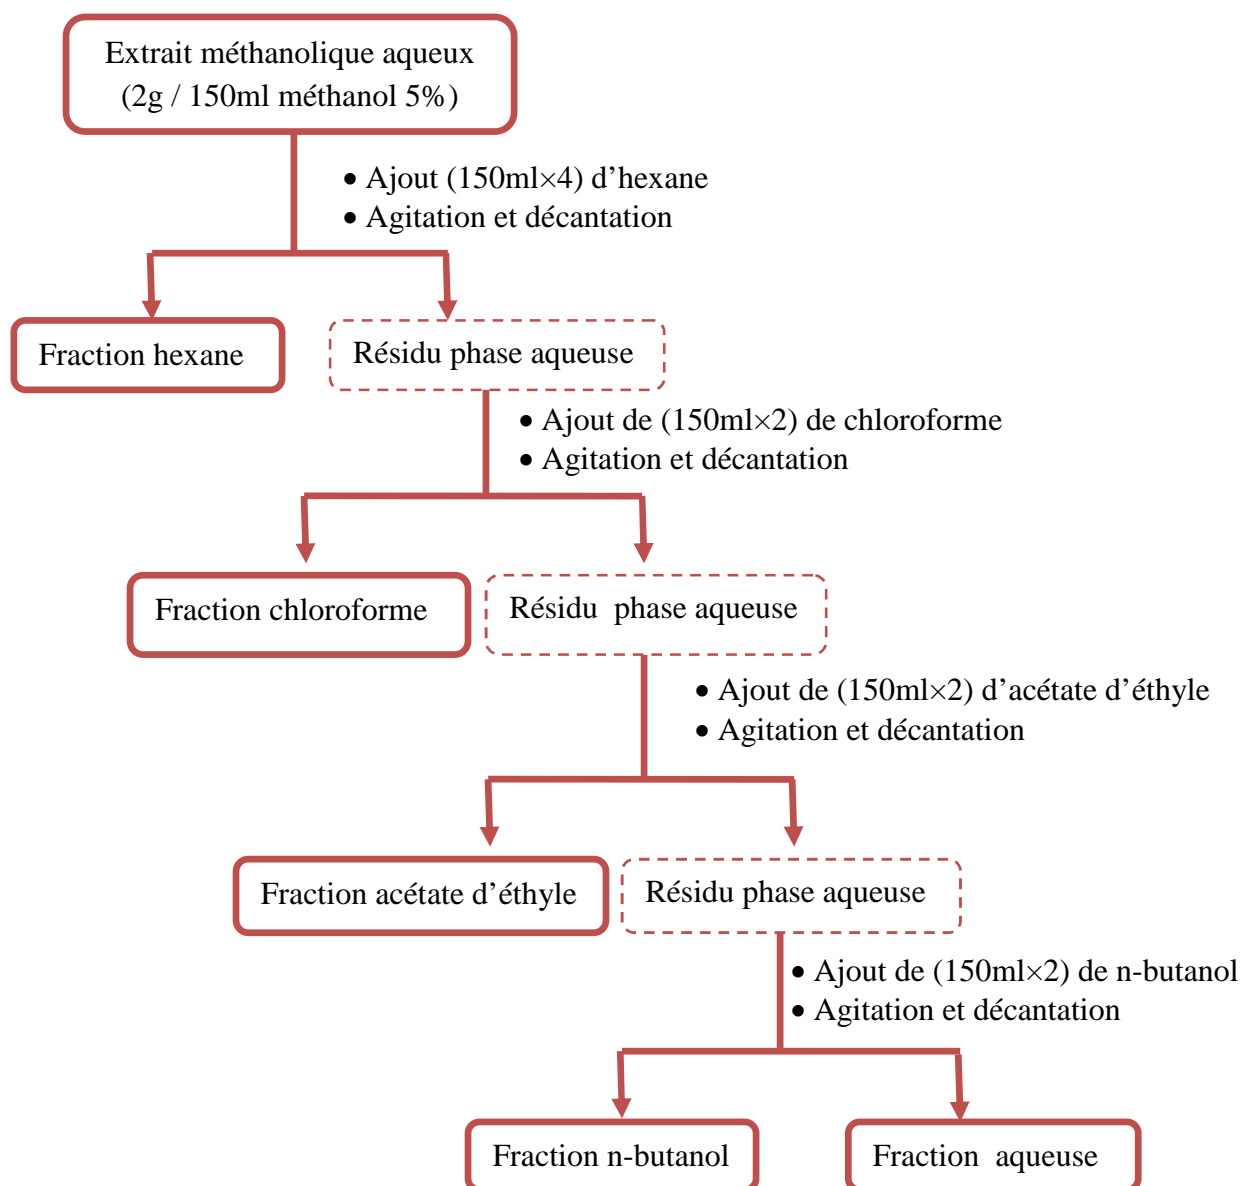 Extrait méthanolique aqueux
(2g / 150ml méthanol 5%)
• Ajout (150ml×4) d’hexane
• Agitation et décantation
Fraction hexane
Résidu phase aqueuse
• Ajout de (150ml×2) de chloroforme
• Agitation et décantation
Fraction chloroforme
Résidu phase aqueuse
• Ajout de (150ml×2) d’acétate d’éthyle
• Agitation et décantation
Fraction acétate d’éthyle
Résidu phase aqueuse
• Ajout de (150ml×2) de n-butanol
• Agitation et décantation
Fraction n-butanol
Fraction aqueuse